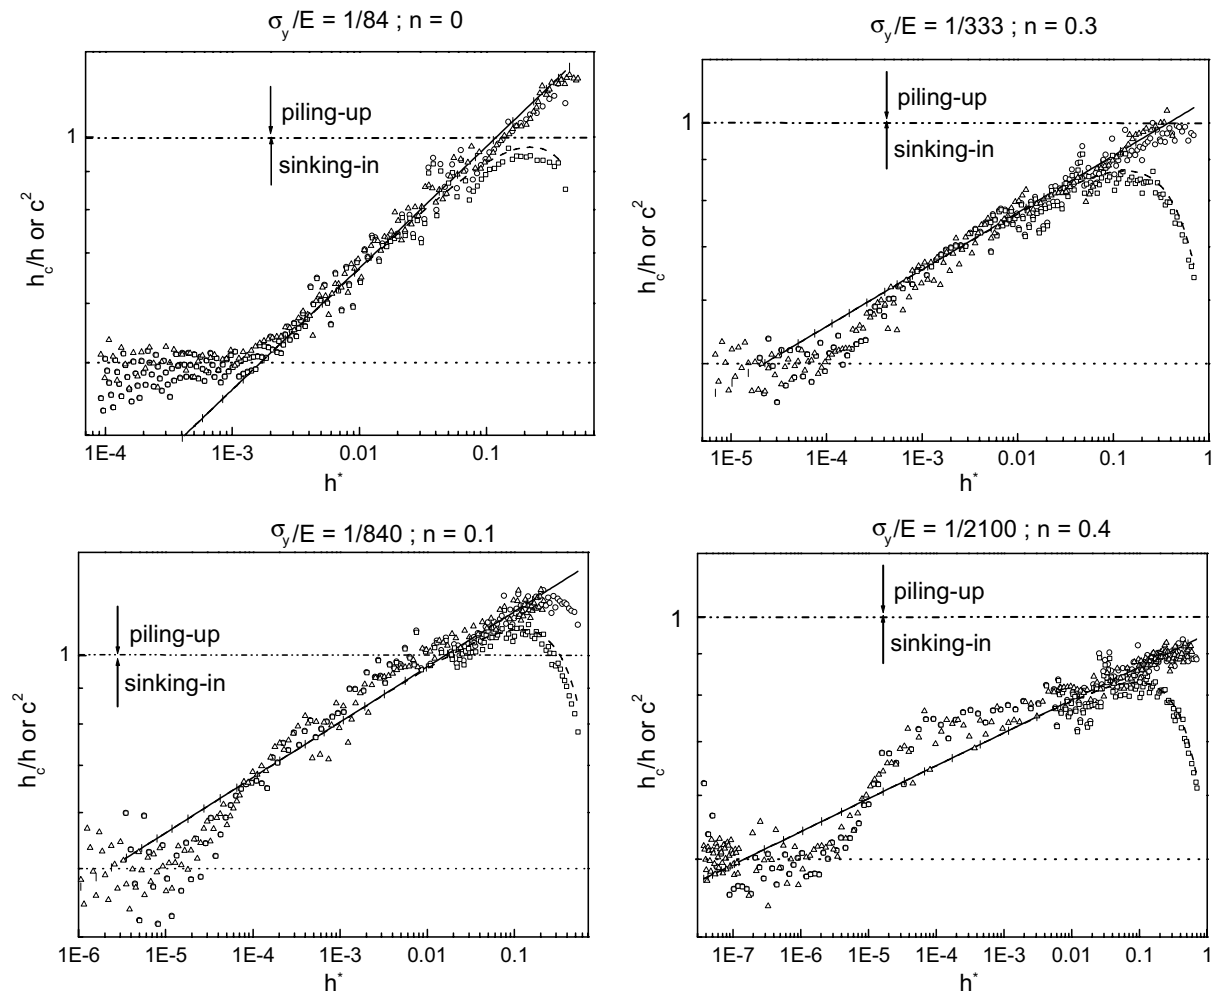 σy/E = 1/84 ; n = 0
piling-up
1
sinking-in
hc/h or c²
1E-4 1E-3 0.01 0.1
h*
σy/E = 1/333 ; n = 0.3
piling-up
1
sinking-in
hc/h or c²
1E-5 1E-4 1E-3 0.01 0.1 1
h*
σy/E = 1/840 ; n = 0.1
piling-up
1
sinking-in
hc/h or c²
1E-6 1E-5 1E-4 1E-3 0.01 0.1
h*
σy/E = 1/2100 ; n = 0.4
piling-up
1
sinking-in
hc/h or c²
1E-7 1E-6 1E-5 1E-4 1E-3 0.01 0.1 1
h*